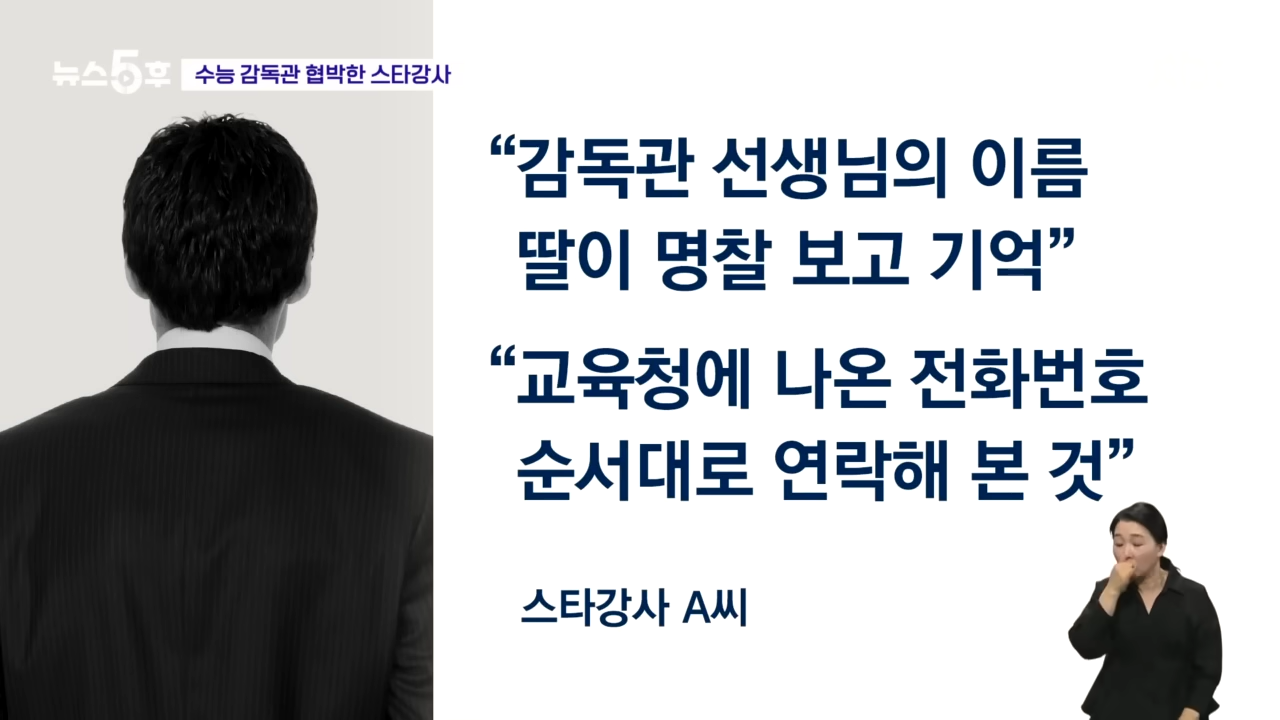 뉴스5후
수능 감독관 협박한 스타강사
“감독관 선생님의 이름
딸이 명찰 보고 기억”
“교육청에 나온 전화번호
순서대로 연락해 본 것”
스타강사 A씨